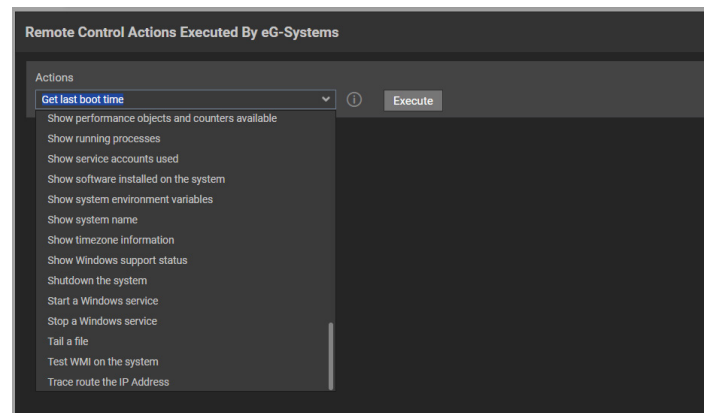 Remote Control Actions Executed By eG-Systems
Actions
Get last boot time
Execute
Show performance objects and counters available
Show running processes
Show service accounts used
Show software installed on the system
Show system environment variables
Show system name
Show timezone information
Show Windows support status
Shutdown the system
Start a Windows service
Stop a Windows service
Tail a file
Test WMI on the system
Trace route the IP Address